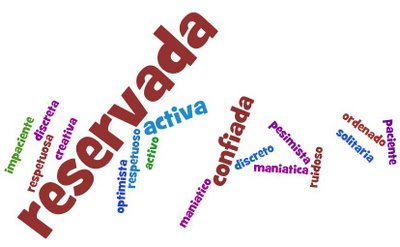 impaciente
discreta
respetuosa
creativa
reservada
optimista
respetuoso
activo
activa
maniatico
confiada
discreto
pesimista
maniatica
ruidoso
ordenado
solitaria
paciente